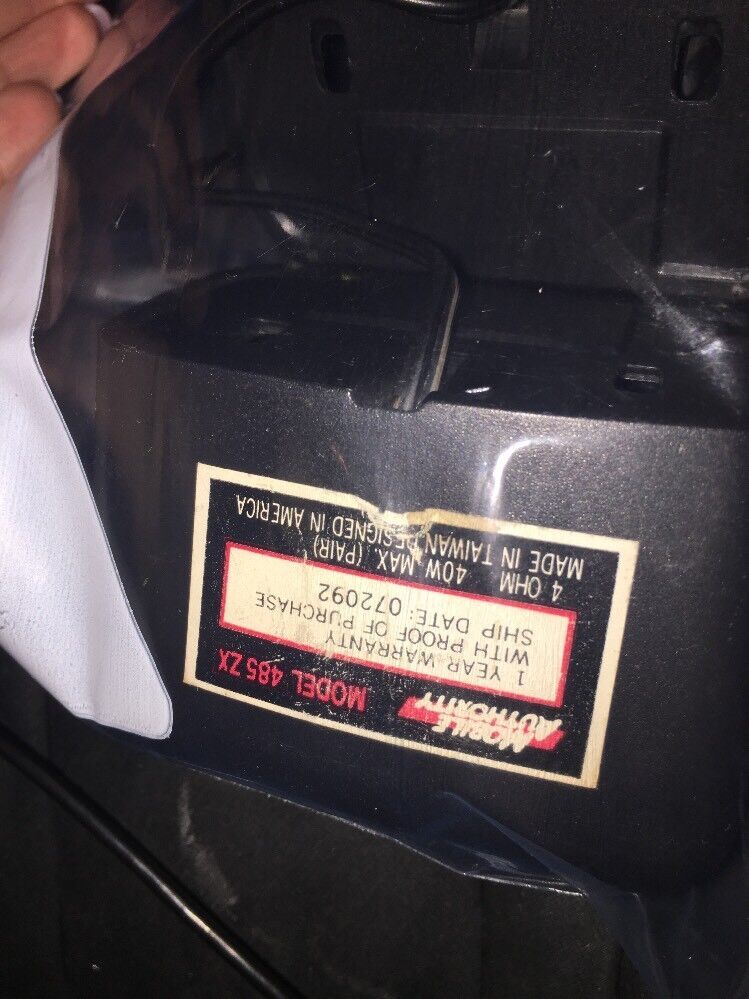 MOBILE
AUTHORITY
MODEL 485 ZX
1 YEAR WARRANTY
WITH PROOF OF PURCHASE
SHIP DATE: 072092
4 OHM 40W MAX. (PAIR)
MADE IN TAIWAN DESIGNED IN AMERICA